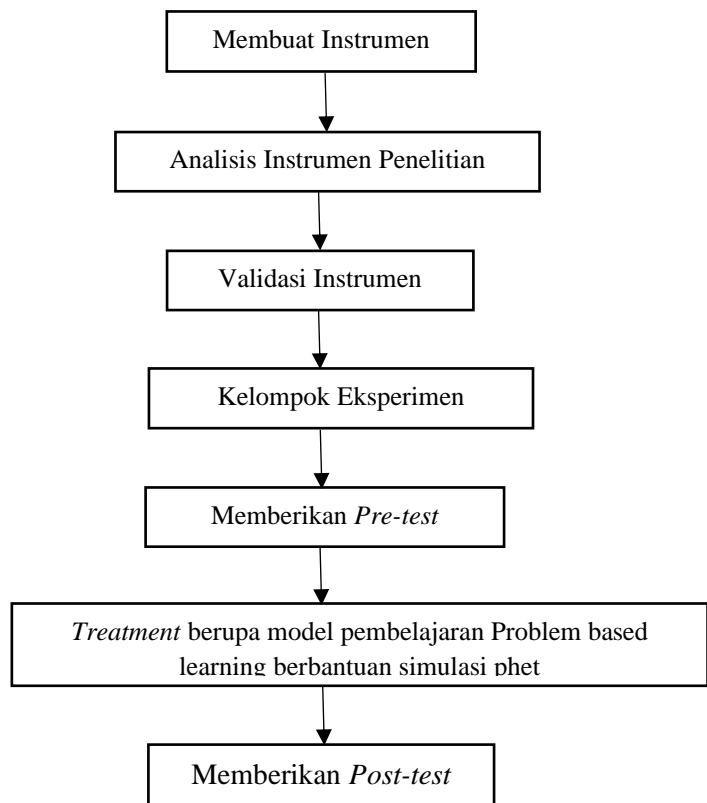 Membuat Instrumen
Analisis Instrumen Penelitian
Validasi Instrumen
Kelompok Eksperimen
Memberikan Pre-test
Treatment berupa model pembelajaran Problem based
learning berbantuan simulasi phet
Memberikan Post-test